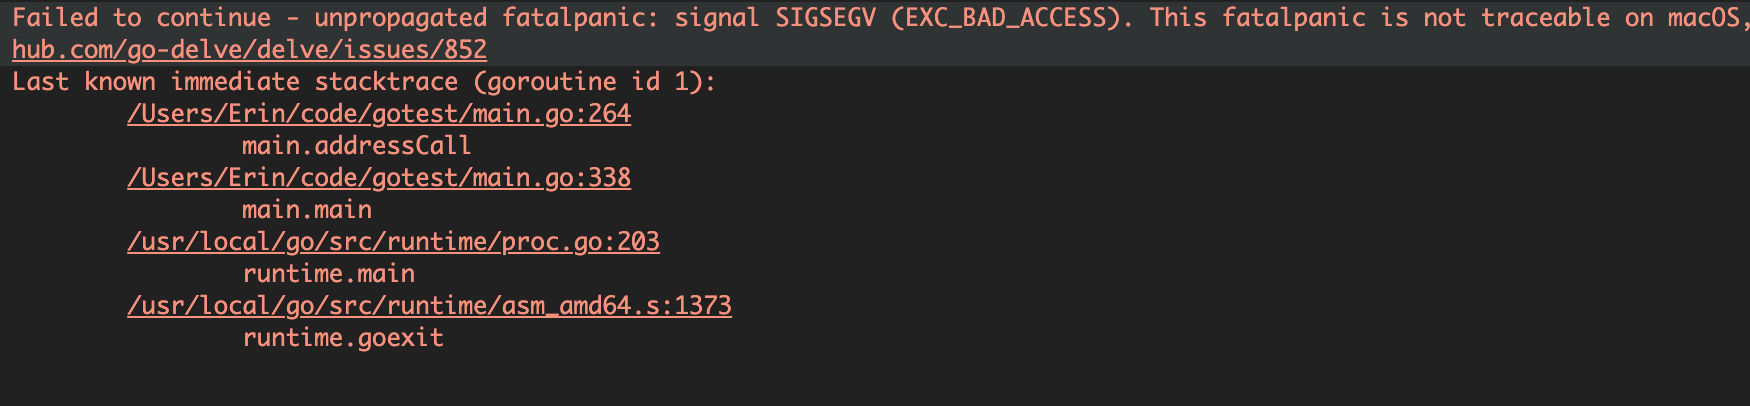 Failed to continue - unpropagated fatalpanic: signal SIGSEGV (EXC_BAD_ACCESS). This fatalpanic is not traceable on macOS,
hub.com/go-delve/delve/issues/852
Last known immediate stacktrace (goroutine id 1):
/Users/Erin/code/gotest/main.go:264
main.addressCall
/Users/Erin/code/gotest/main.go:338
main.main
/usr/local/go/src/runtime/proc.go:203
runtime.main
/usr/local/go/src/runtime/asm_amd64.s:1373
runtime.goexit